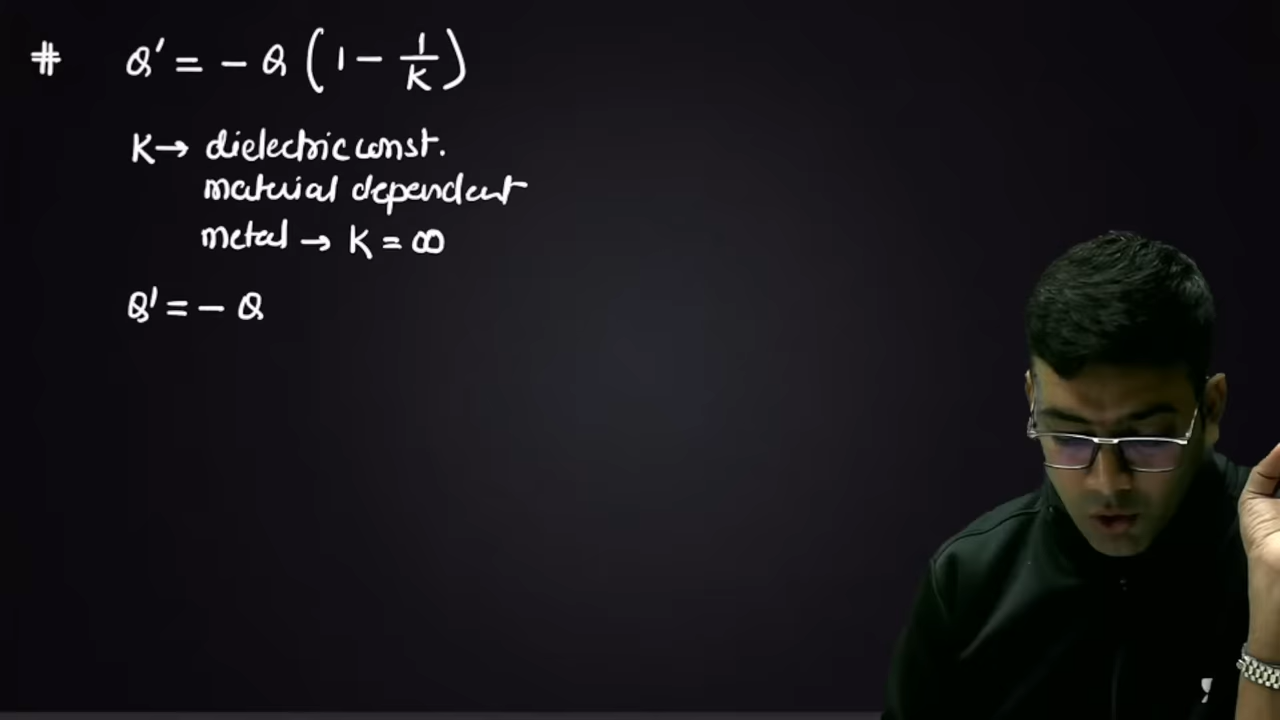 # Q' = - Q (1 - 1/K)
K → dielectric const.
material dependent
metal → K = ∞
Q' = - Q